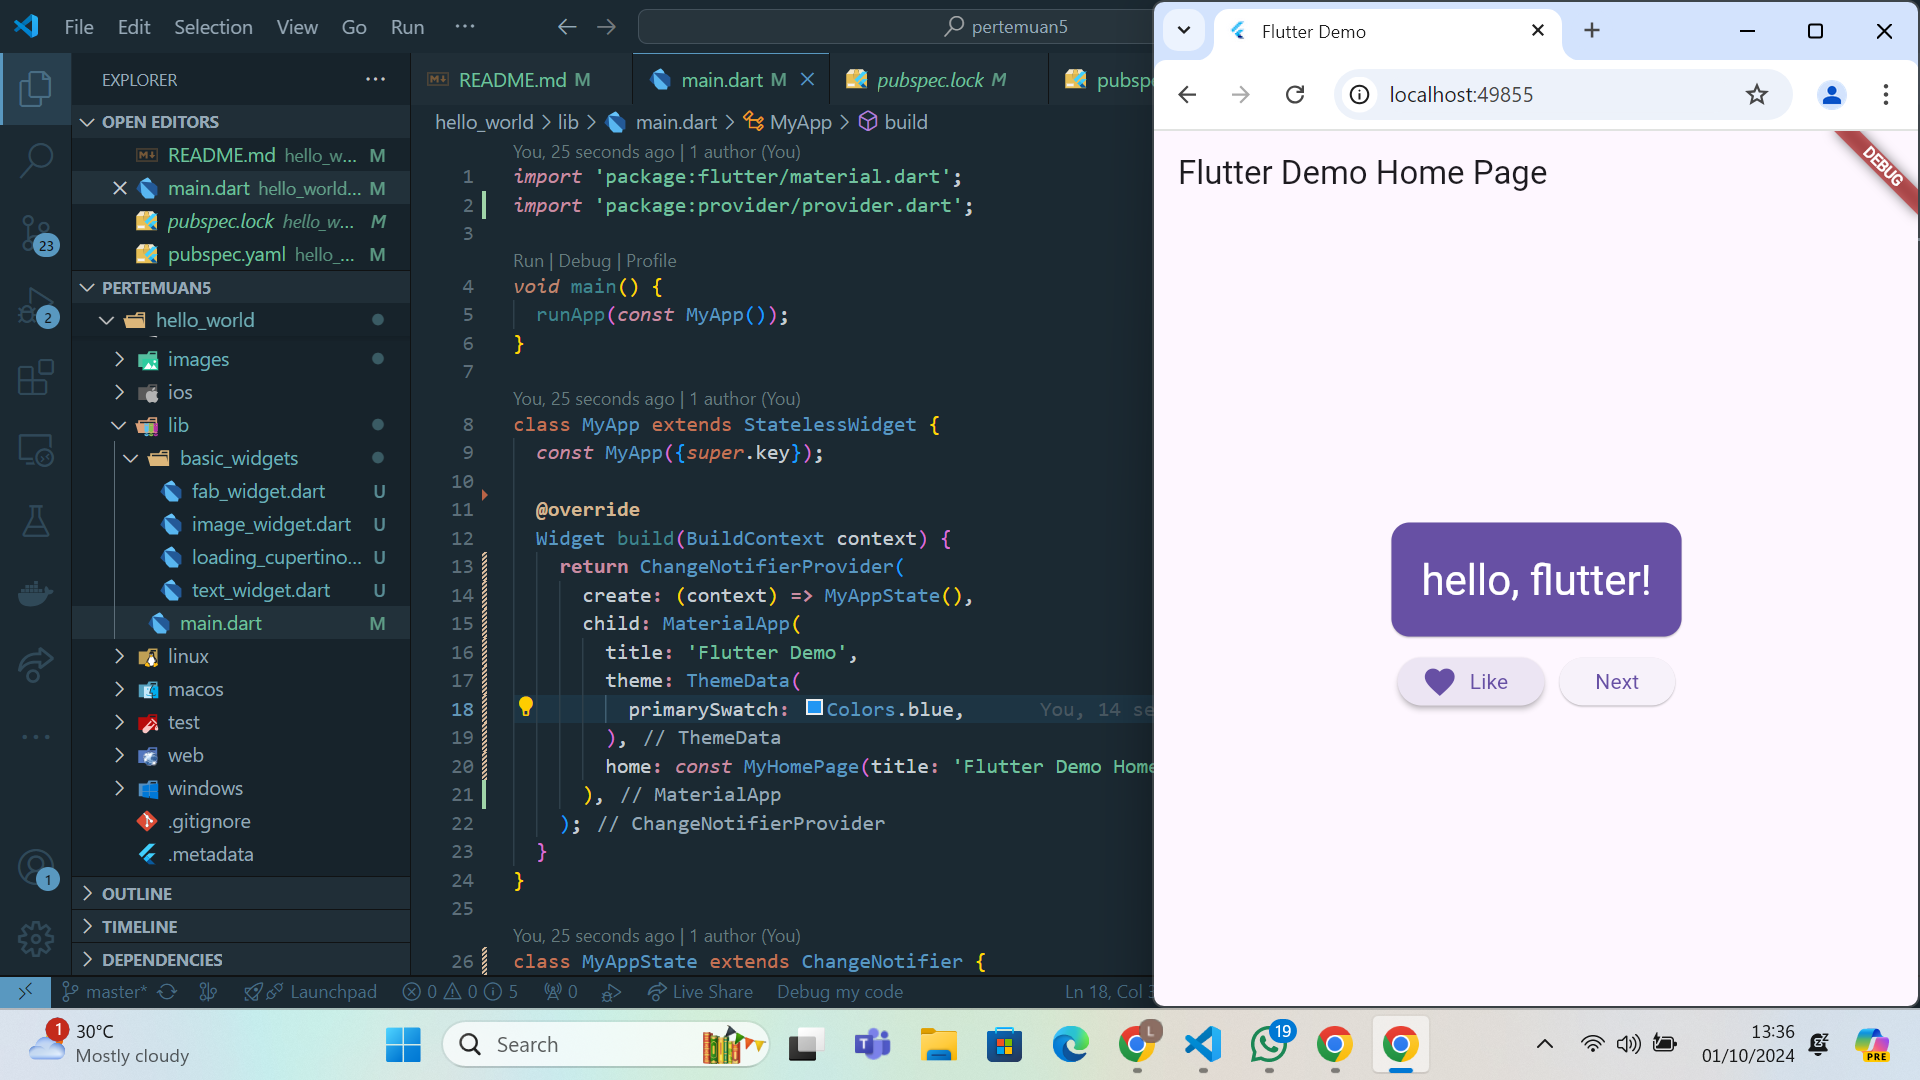 File Edit Selection View Go Run ···
pertemuan5
EXPLORER ···
OPEN EDITORS
README.md hello_w... M
main.dart hello_world... M
pubspec.lock hello_w... M
pubspec.yaml hello_... M
PERTEMUAN5
hello_world
images
ios
lib
basic_widgets
fab_widget.dart U
image_widget.dart U
loading_cupertino... U
text_widget.dart U
main.dart M
linux
macos
test
web
windows
.gitignore
.metadata
OUTLINE
TIMELINE
DEPENDENCIES
23
2
1
README.md M
main.dart M
pubspec.lock M
pubspe
hello_world > lib > main.dart > MyApp > build
You, 25 seconds ago | 1 author (You)
1 import 'package:flutter/material.dart';
2 import 'package:provider/provider.dart';
3
Run | Debug | Profile
4 void main() {
5 runApp(const MyApp());
6 }
7
You, 25 seconds ago | 1 author (You)
8 class MyApp extends StatelessWidget {
9 const MyApp({super.key});
10
11 @override
12 Widget build(BuildContext context) {
13 return ChangeNotifierProvider(
14 create: (context) => MyAppState(),
15 child: MaterialApp(
16 title: 'Flutter Demo',
17 theme: ThemeData(
18 primarySwatch: Colors.blue, You, 14 se
19 ), // ThemeData
20 home: const MyHomePage(title: 'Flutter Demo Home
21 ), // MaterialApp
22 ); // ChangeNotifierProvider
23 }
24 }
25
You, 25 seconds ago | 1 author (You)
26 class MyAppState extends ChangeNotifier {
master* Launchpad 0 0 5 0 Live Share Debug my code Ln 18, Col 3
Flutter Demo
localhost:49855
Flutter Demo Home Page
DEBUG
hello, flutter!
Like Next
1
30°C
Mostly cloudy
Search
L
19
13:36
01/10/2024
PRE